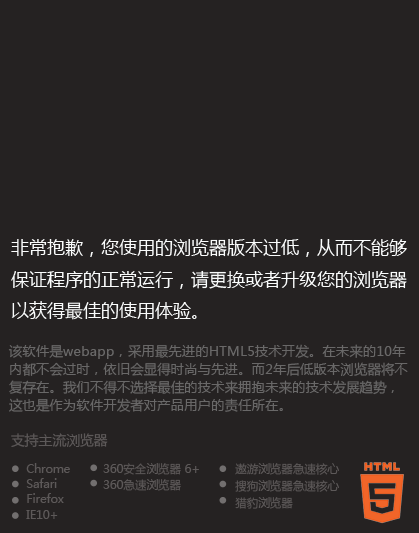 非常抱歉，您使用的浏览器版本过低，从而不能够
保证程序的正常运行，请更换或者升级您的浏览器
以获得最佳的使用体验。
该软件是webapp，采用最先进的HTML5技术开发。在未来的10年
内都不会过时，依旧会显得时尚与先进。而2年后低版本浏览器将不
复存在。我们不得不选择最佳的技术来拥抱未来的技术发展趋势，
这也是作为软件开发者对产品用户的责任所在。
支持主流浏览器
● Chrome
● Safari
● Firefox
● IE10+
● 360安全浏览器 6+
● 360急速浏览器
● 遨游浏览器急速核心
● 搜狗浏览器急速核心
● 猎豹浏览器
HTML
5